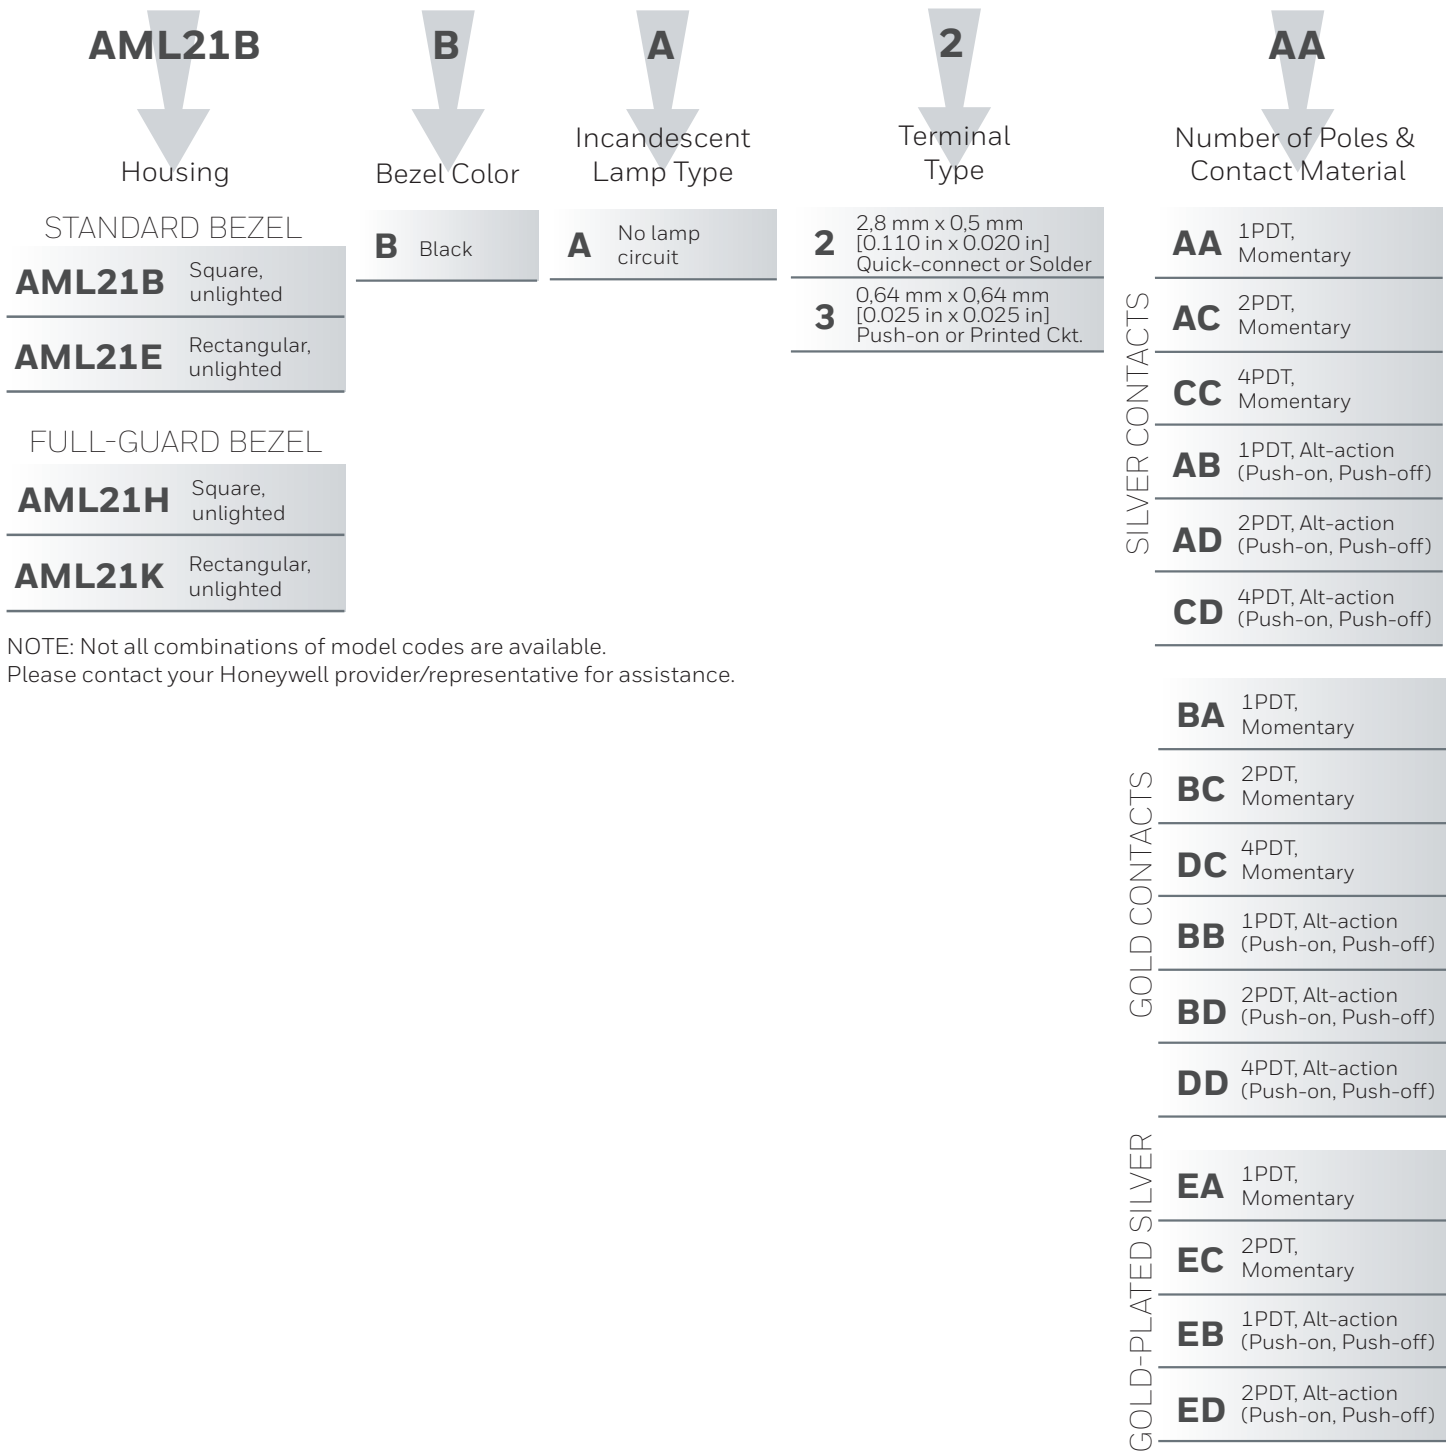 AML21B
B
A
2
AA
Housing
Bezel Color
Incandescent
Lamp Type
Terminal
Type
Number of Poles &
Contact Material
STANDARD BEZEL
AML21B
Square,
unlighted
AML21E
Rectangular,
unlighted
FULL-GUARD BEZEL
AML21H
Square,
unlighted
AML21K
Rectangular,
unlighted
B
Black
A
No lamp
circuit
2
2,8 mm x 0,5 mm
[0.110 in x 0.020 in]
Quick-connect or Solder
3
0,64 mm x 0,64 mm
[0.025 in x 0.025 in]
Push-on or Printed Ckt.
SILVER CONTACTS
AA
1PDT,
Momentary
AC
2PDT,
Momentary
CC
4PDT,
Momentary
AB
1PDT, Alt-action
(Push-on, Push-off)
AD
2PDT, Alt-action
(Push-on, Push-off)
CD
4PDT, Alt-action
(Push-on, Push-off)
NOTE: Not all combinations of model codes are available.
Please contact your Honeywell provider/representative for assistance.
GOLD CONTACTS
BA
1PDT,
Momentary
BC
2PDT,
Momentary
DC
4PDT,
Momentary
BB
1PDT, Alt-action
(Push-on, Push-off)
BD
2PDT, Alt-action
(Push-on, Push-off)
DD
4PDT, Alt-action
(Push-on, Push-off)
GOLD-PLATED SILVER
EA
1PDT,
Momentary
EC
2PDT,
Momentary
EB
1PDT, Alt-action
(Push-on, Push-off)
ED
2PDT, Alt-action
(Push-on, Push-off)